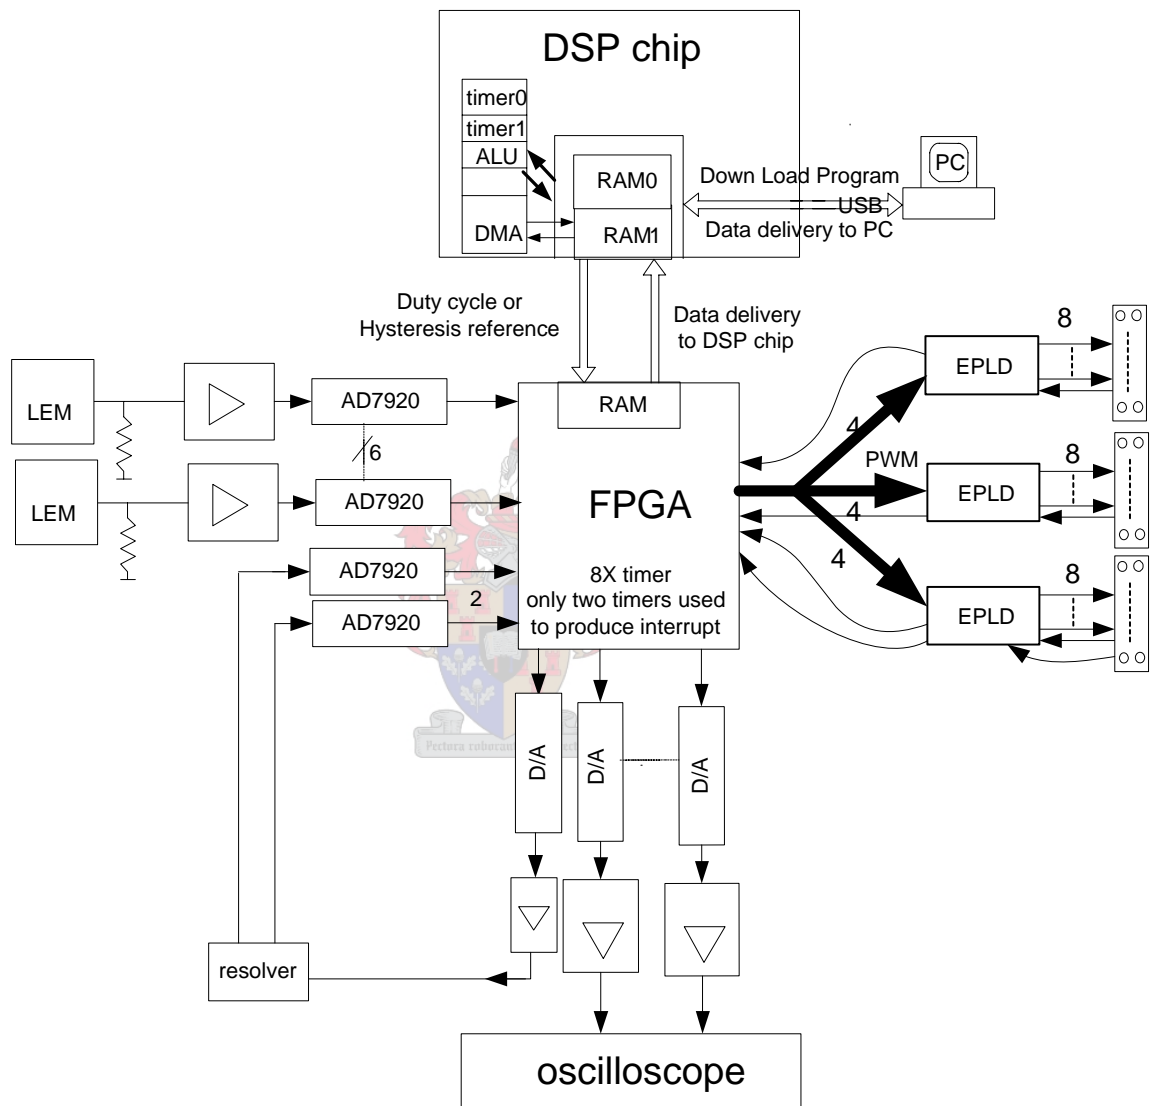 DSP chip
timer0
timer1
ALU
DMA
RAM0
RAM1
Down Load Program
USB
Data delivery to PC
PC
Duty cycle or
Hysteresis reference
Data delivery
to DSP chip
LEM
AD7920
6
LEM
AD7920
AD7920
2
AD7920
RAM
FPGA
8X timer
only two timers used
to produce interrupt
4
PWM
4
4
EPLD
8
EPLD
8
EPLD
8
D/A
D/A
D/A
Pectora roborant
resolver
oscilloscope